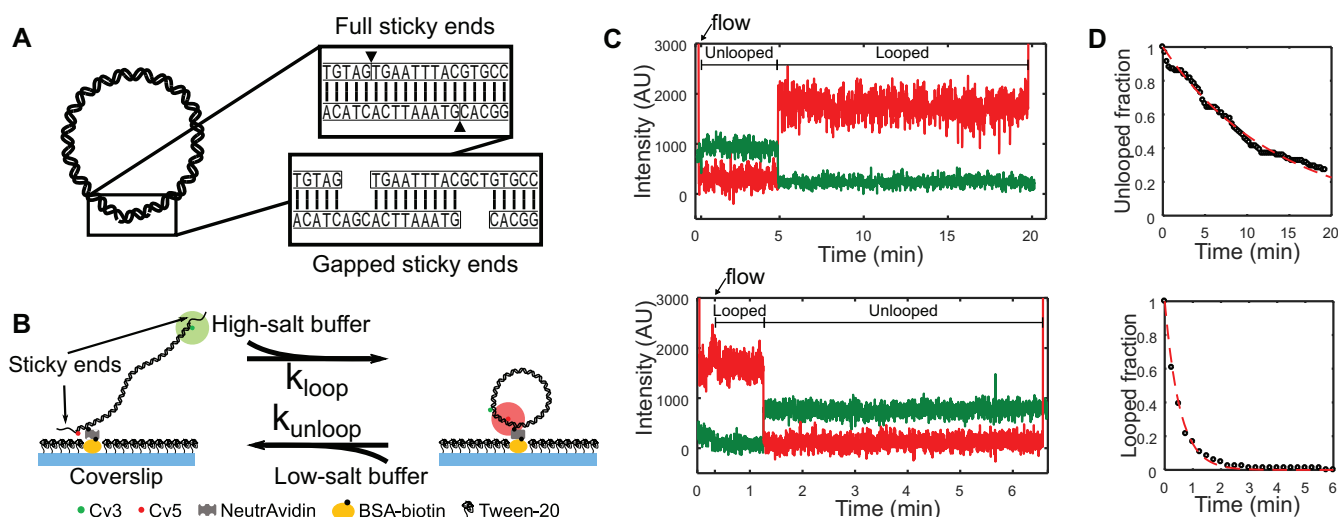 A
Full sticky ends
TGTAGTGAATTTACGTGCC
ACATCACTTAAATGCACGG
TGTAG TGAATTTACGCTGTGCC
ACATCAGCACTTAAATG CACGG
Gapped sticky ends
B
Sticky ends
High-salt buffer
kloop
kunloop
Low-salt buffer
Coverslip
Cv3 Cv5 NeutrAvidin BSA-biotin Tween-20
C
flow
Unlooped Looped
Intensity (AU)
3000
2000
1000
0
0 5 10 15 20
Time (min)
flow
Looped Unlooped
Intensity (AU)
3000
2000
1000
0
0 1 2 3 4 5 6
Time (min)
D
Unlooped fraction
1
0.8
0.6
0.4
0.2
0
0 5 10 15 20
Time (min)
Looped fraction
1
0.8
0.6
0.4
0.2
0
0 1 2 3 4 5 6
Time (min)